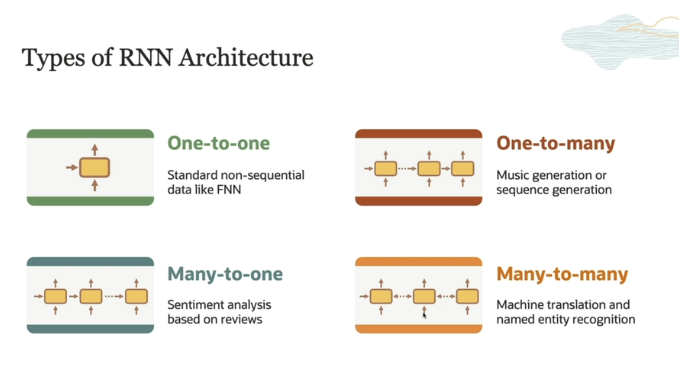 Types of RNN Architecture
One-to-one
Standard non-sequential
data like FNN
One-to-many
Music generation or
sequence generation
Many-to-one
Sentiment analysis
based on reviews
Many-to-many
Machine translation and
named entity recognition